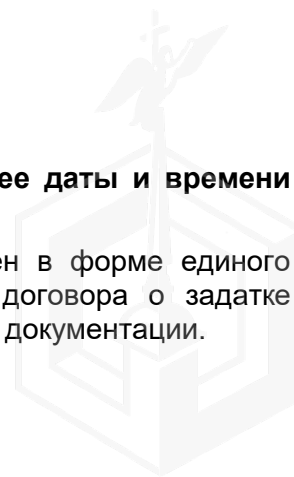 ее даты и времени
ен в форме единого
договора о задатке
документации.